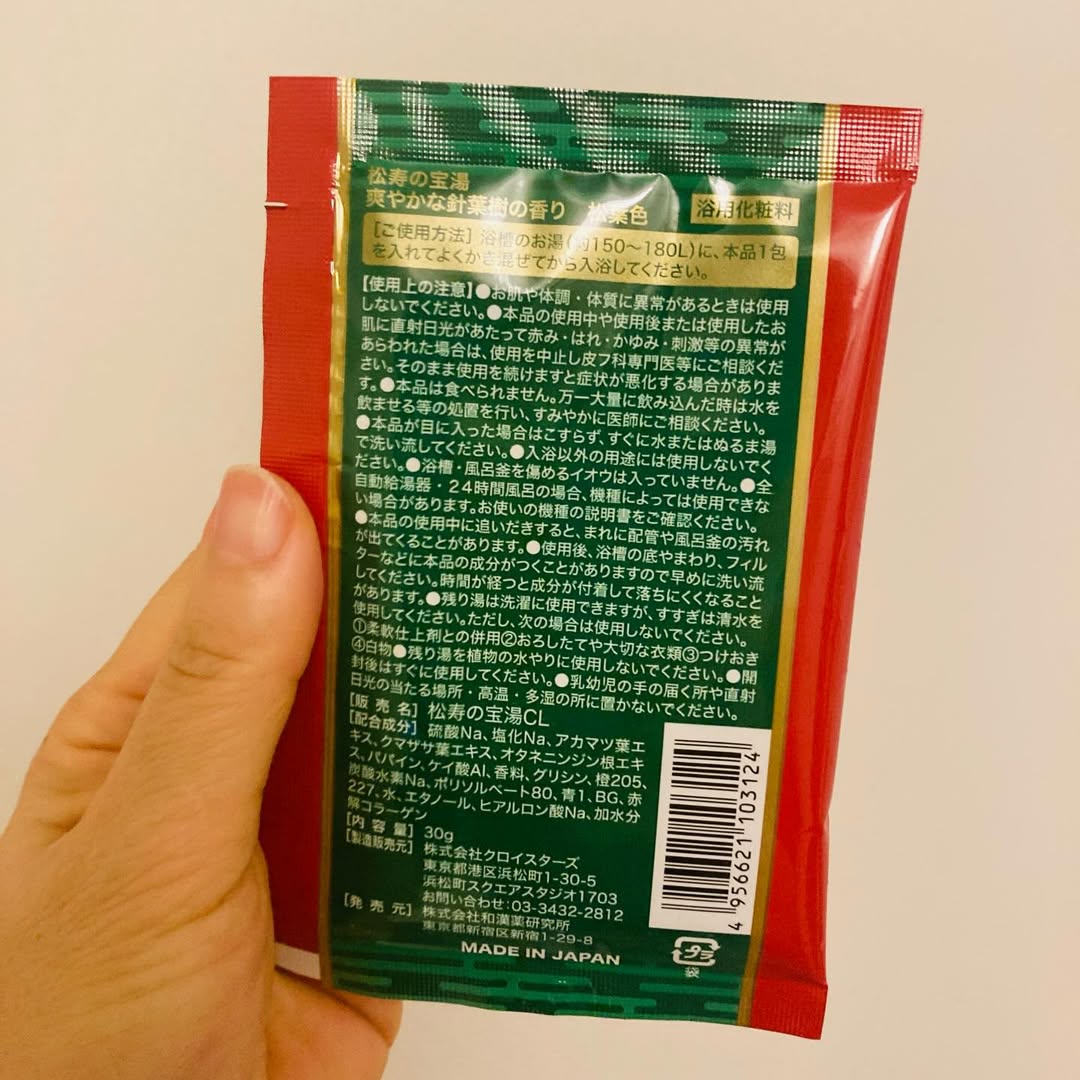 松寿の宝湯
爽やかな針葉樹の香り 松葉色
浴用化粧料
［ご使用方法］浴槽のお湯(約150〜180L)に、本品1包
を入れてよくかき混ぜてから入浴してください。
【使用上の注意】●お肌や体調・体質に異常があるときは使用
しないでください。●本品の使用中や使用後または使用したお
肌に直射日光があたって赤み・はれ・かゆみ・刺激等の異常が
あらわれた場合は、使用を中止し皮フ科専門医等にご相談くだ
さい。そのまま使用を続けますと症状が悪化する場合がありま
す。●本品は食べられません。万一大量に飲み込んだ時は水を
飲ませる等の処置を行い、すみやかに医師にご相談ください。
●本品が目に入った場合はこすらず、すぐに水またはぬるま湯
で洗い流してください。●入浴以外の用途には使用しないでく
ださい。●浴槽・風呂釜を傷めるイオウは入っていません。●全
自動給湯器・24時間風呂の場合、機種によっては使用できな
い場合があります。お使いの機種の説明書をご確認ください。
●本品の使用中に追いだきすると、まれに配管や風呂釜の汚れ
が出てくることがあります。●使用後、浴槽の底やまわり、フィル
ターなどに本品の成分がつくことがありますので早めに洗い流
してください。時間が経つと成分が付着して落ちにくくなること
があります。●残り湯は洗濯に使用できますが、すすぎは清水を
使用してください。ただし、次の場合は使用しないでください。
①柔軟仕上剤との併用②おろしたてや大切な衣類③つけおき
④白物●残り湯を植物の水やりに使用しないでください。●開
封後はすぐに使用してください。●乳幼児の手の届く所や直射
日光の当たる場所・高温・多湿の所に置かないでください。
［販売名］松寿の宝湯CL
［配合成分］硫酸Na、塩化Na、アカマツ葉エ
キス、クマザサ葉エキス、オタネニンジン根エキ
ス、パパイン、ケイ酸Al、香料、グリシン、橙205、
炭酸水素Na、ポリソルベート80、青1、BG、赤
227、水、エタノール、ヒアルロン酸Na、加水分
解コラーゲン
［内容量］30g
［製造販売元］株式会社クロイスターズ
東京都港区浜松町1-30-5
浜松町スクエアスタジオ1703
お問い合わせ:03-3432-2812
［発売元］株式会社和漢薬研究所
東京都新宿区新宿1-29-8
MADE IN JAPAN
4 956621 103124
プラ
袋